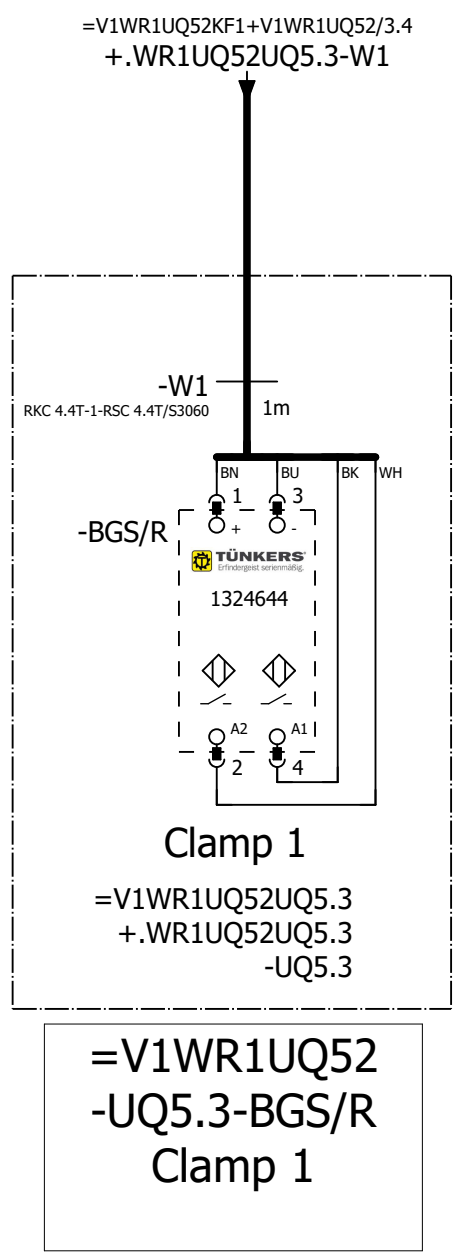 =V1WR1UQ52KF1+V1WR1UQ52/3.4
+.WR1UQ52UQ5.3-W1
-W1
RKC 4.4T-1-RSC 4.4T/S3060
1m
BN BU BK WH
1 3
-BGS/R
+ -
TÜNKERS
Erfindergeist serienmäßig.
1324644
A2 A1
2 4
Clamp 1
=V1WR1UQ52UQ5.3
+.WR1UQ52UQ5.3
-UQ5.3
=V1WR1UQ52
-UQ5.3-BGS/R
Clamp 1